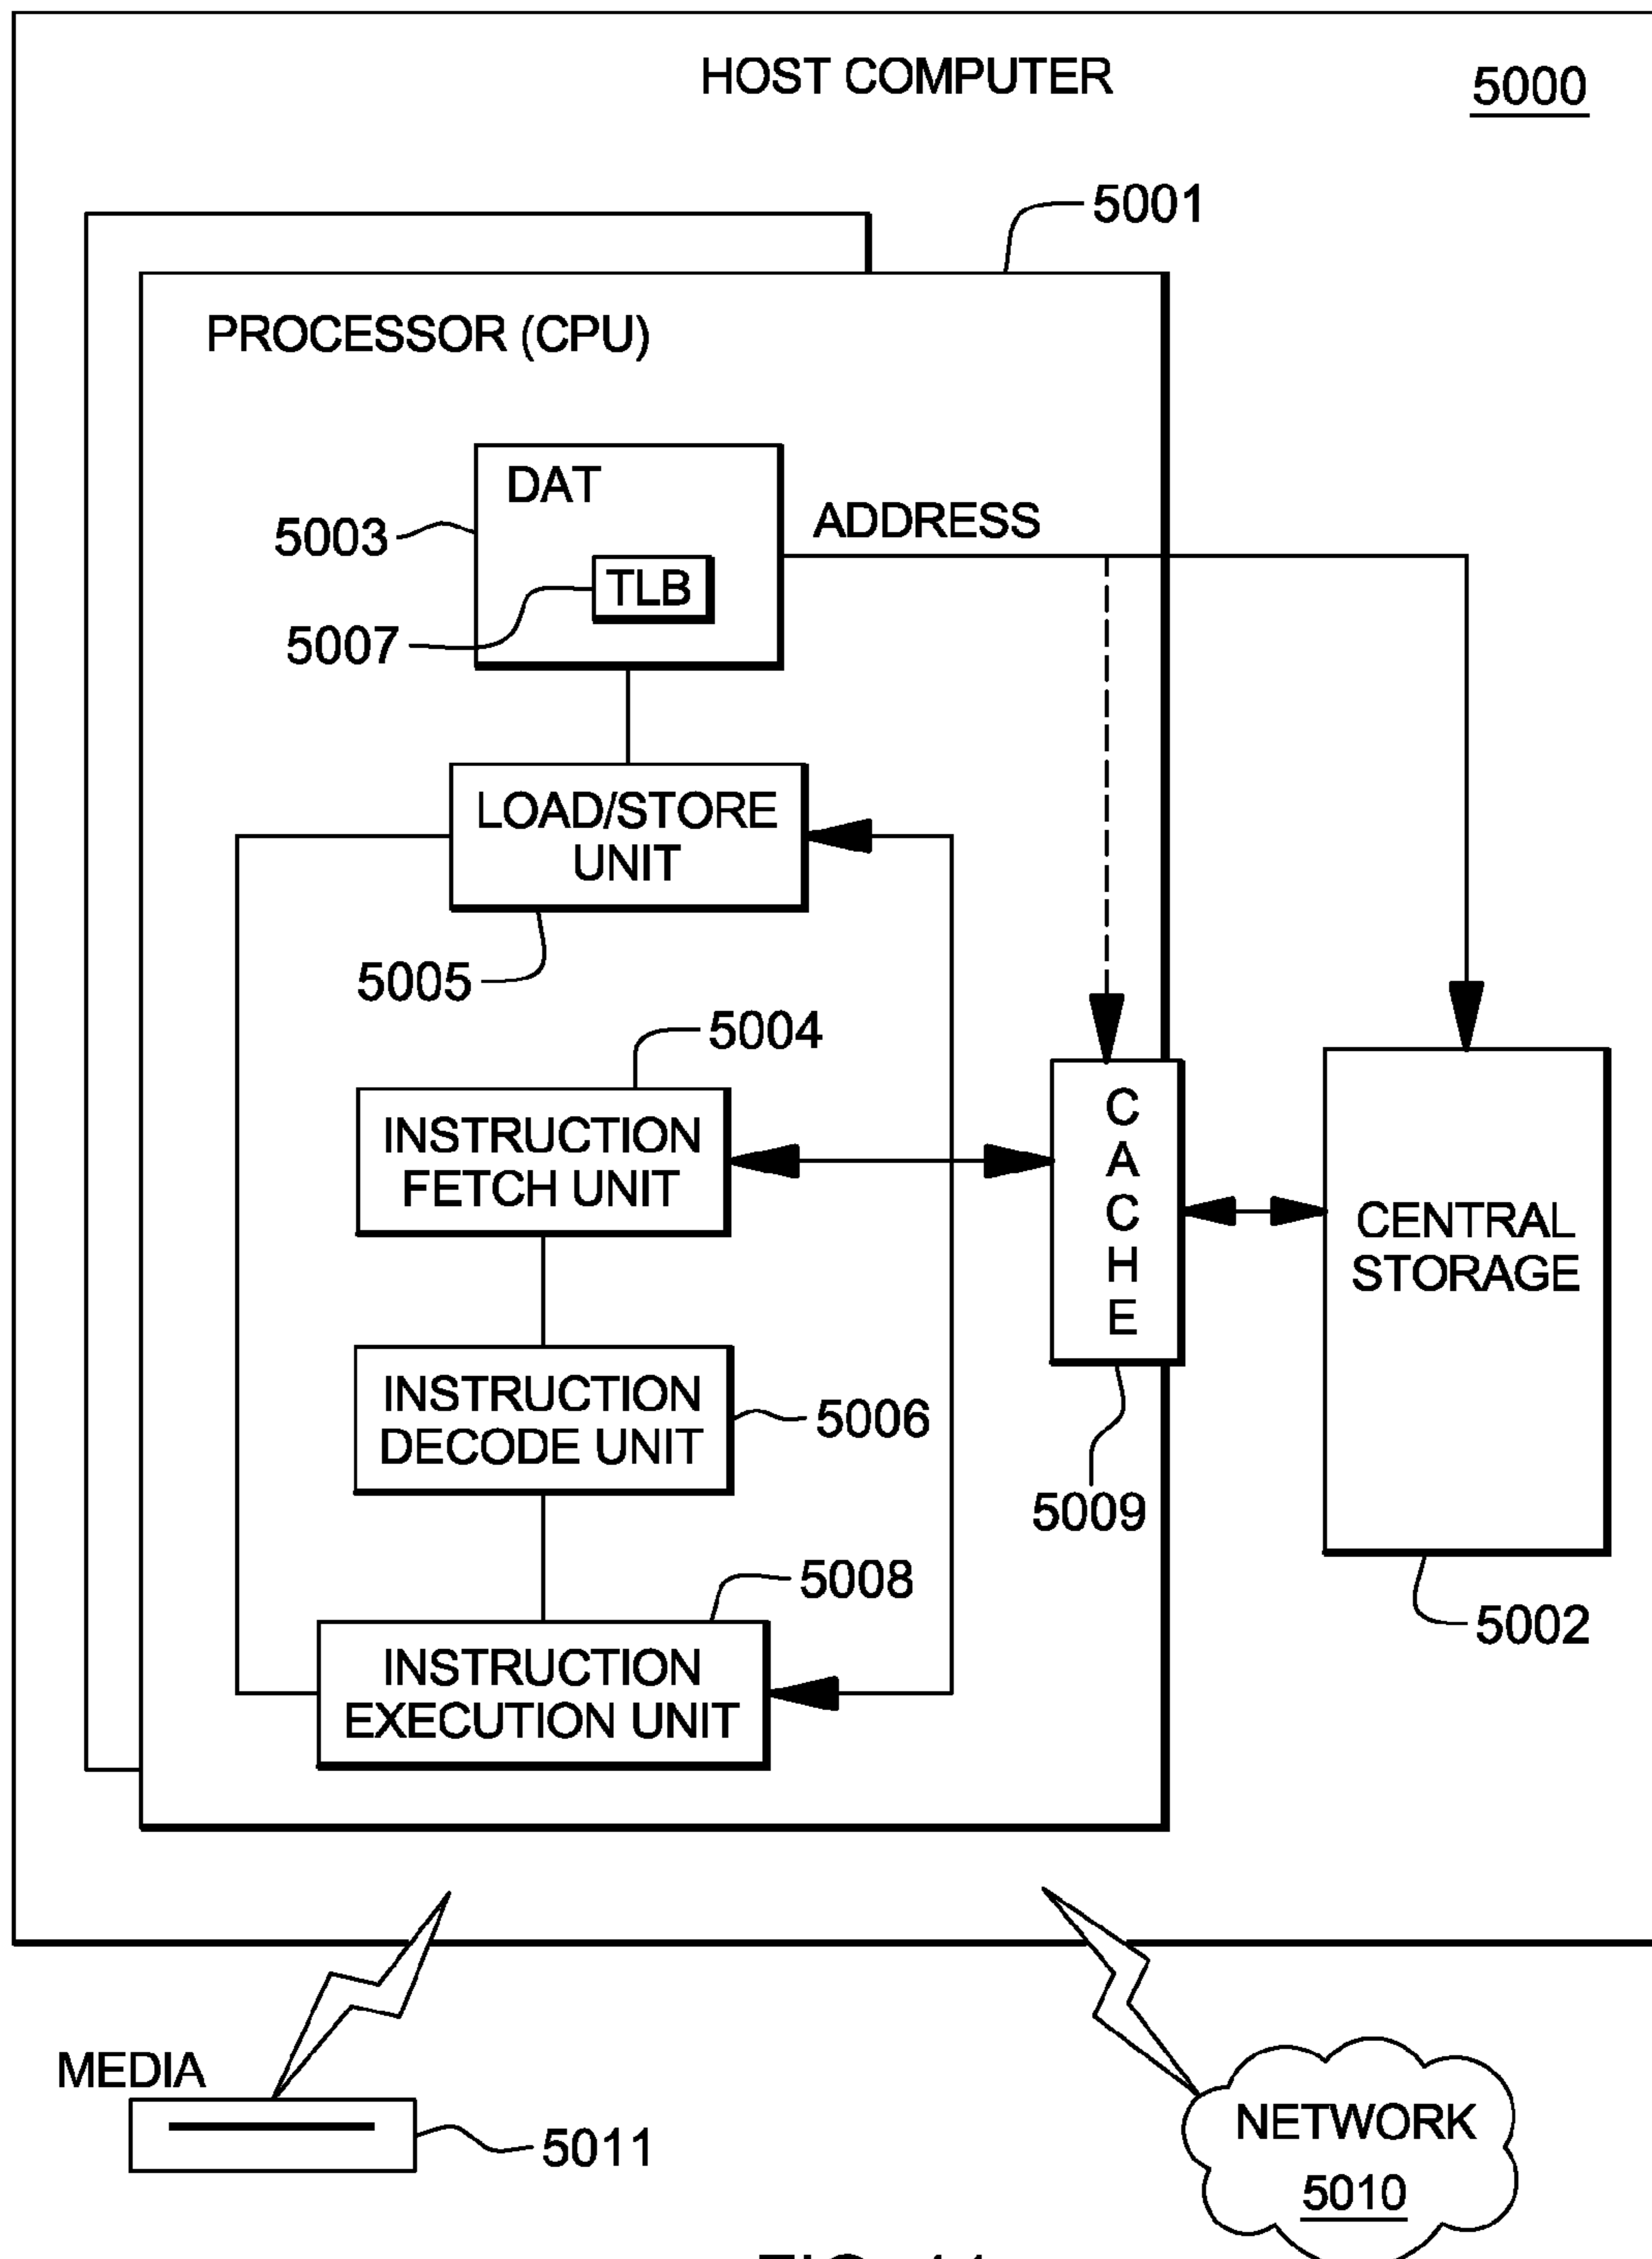 HOST COMPUTER
5000
5001
PROCESSOR (CPU)
DAT
ADDRESS
5003
TLB
5007
LOAD/STORE
UNIT
5005
5004
INSTRUCTION
FETCH UNIT
CACHE
CENTRAL
STORAGE
INSTRUCTION
DECODE UNIT
5006
5009
5008
5002
INSTRUCTION
EXECUTION UNIT
MEDIA
5011
NETWORK
5010